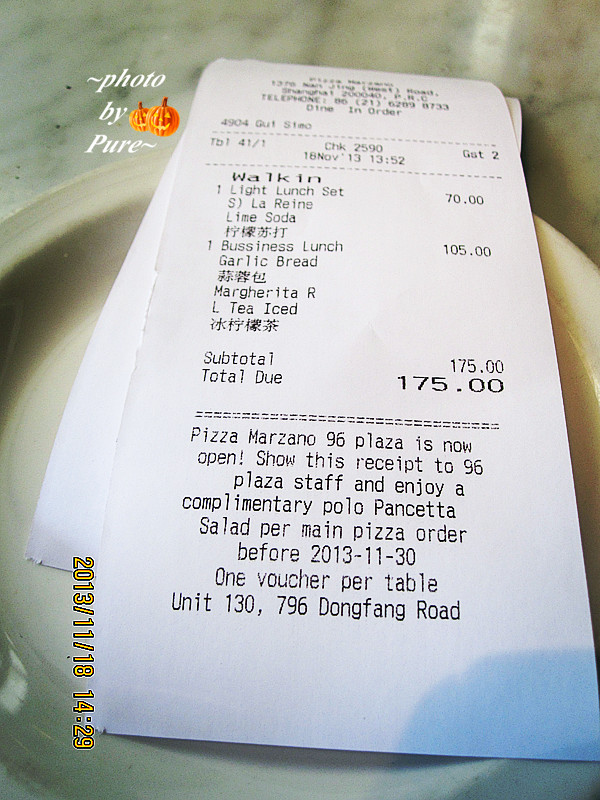 ~photo
by
Pure~
Pizza Marzano,
1376 Nan Jing (West) Road,
Shanghai 200040, P.R.C
TELEPHONE: 86 (21) 6289 8733
Dine In Order
4904 Gui Simo
Tbl 41/1 Chk 2590 Gst 2
18Nov'13 13:52
Walkin
1 Light Lunch Set 70.00
S) La Reine
Lime Soda
柠檬苏打
1 Bussiness Lunch 105.00
Garlic Bread
蒜蓉包
Margherita R
L Tea Iced
冰柠檬茶
Subtotal 175.00
Total Due 175.00
==================================
Pizza Marzano 96 plaza is now
open! Show this receipt to 96
plaza staff and enjoy a
complimentary polo Pancetta
Salad per main pizza order
before 2013-11-30
One voucher per table
Unit 130, 796 Dongfang Road
2013/11/18 14:29